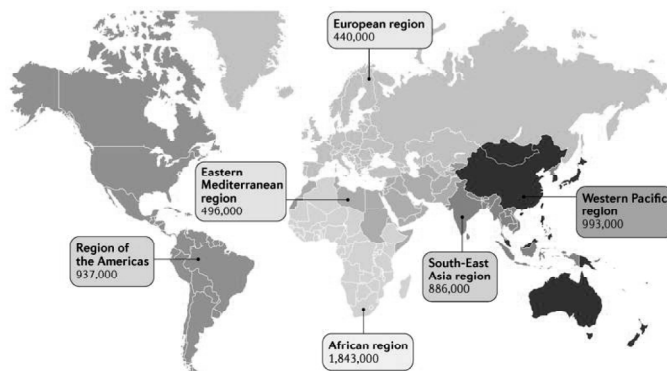 European region
440,000
Eastern
Mediterranean
region
496,000
Western Pacific
region
993,000
Region of
the Americas
937,000
South-East
Asia region
886,000
African region
1,843,000